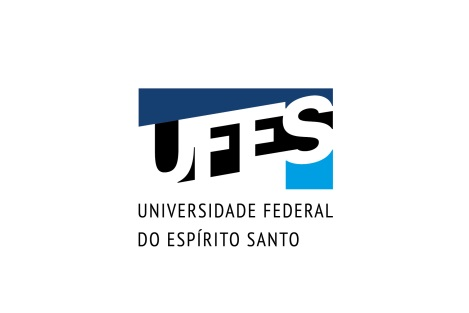 UFES
UNIVERSIDADE FEDERAL
DO ESPÍRITO SANTO